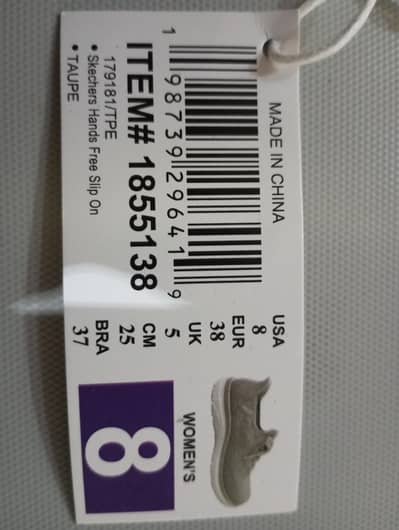 MADE IN CHINA
1 98739 29641 9
ITEM# 1855138
179181/TPE
• Skechers Hands Free Slip On
• TAUPE
USA EUR UK CM BRA
8 38 5 25 37
WOMEN'S
8